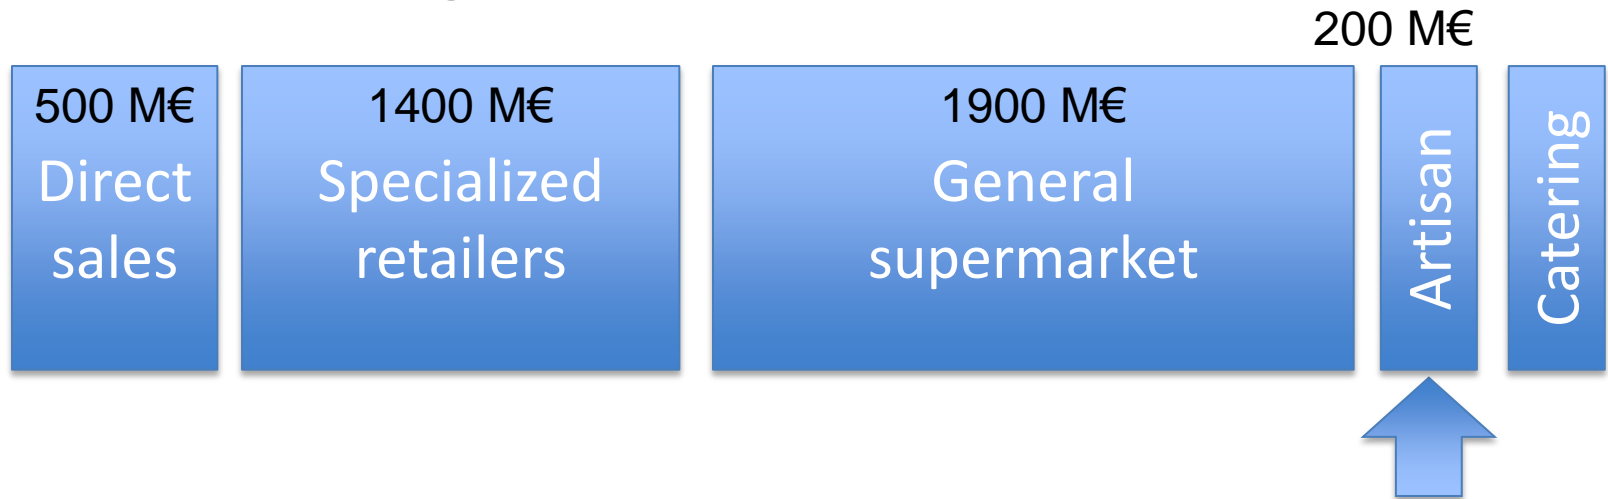 200 M€
500 M€
Direct
sales
1400 M€
Specialized
retailers
1900 M€
General
supermarket
Artisan
Catering